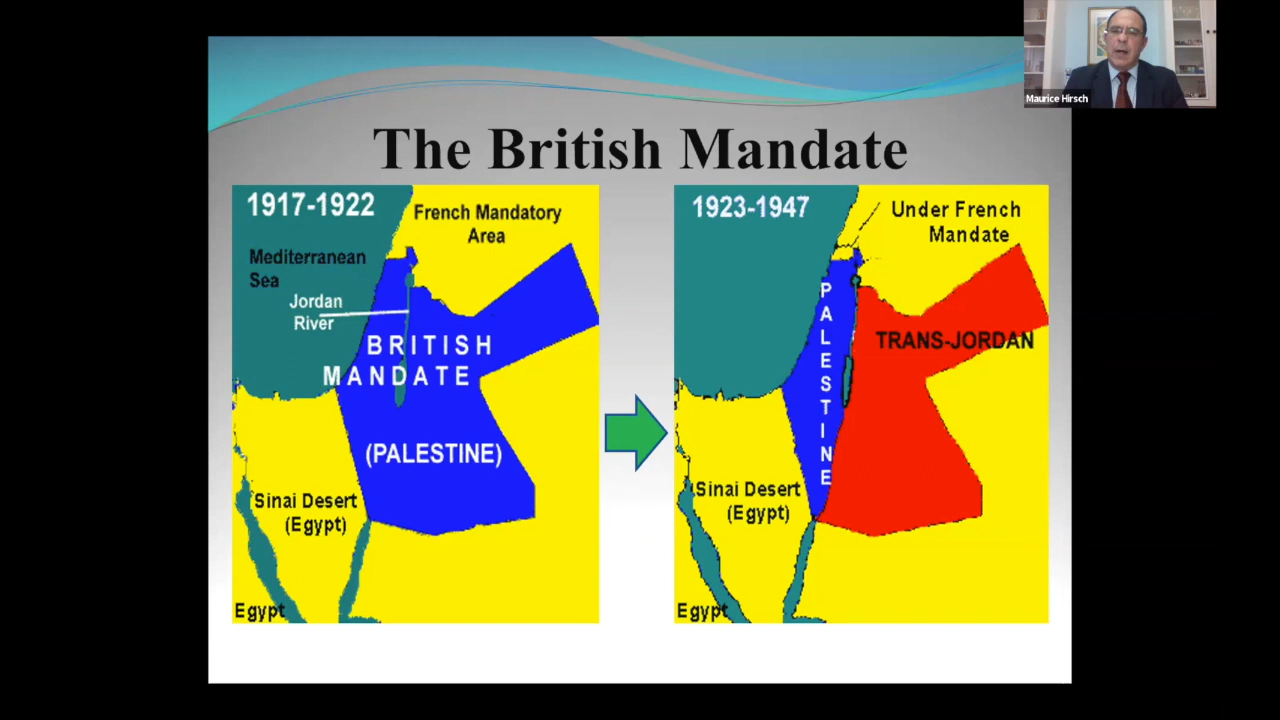 Maurice Hirsch
The British Mandate
1917-1922
French Mandatory
Area
Mediterranean
Sea
Jordan
River
BRITISH
MANDATE
(PALESTINE)
Sinai Desert
(Egypt)
Egypt
1923-1947
Under French
Mandate
PALESTINE
TRANS-JORDAN
Sinai Desert
(Egypt)
Egypt